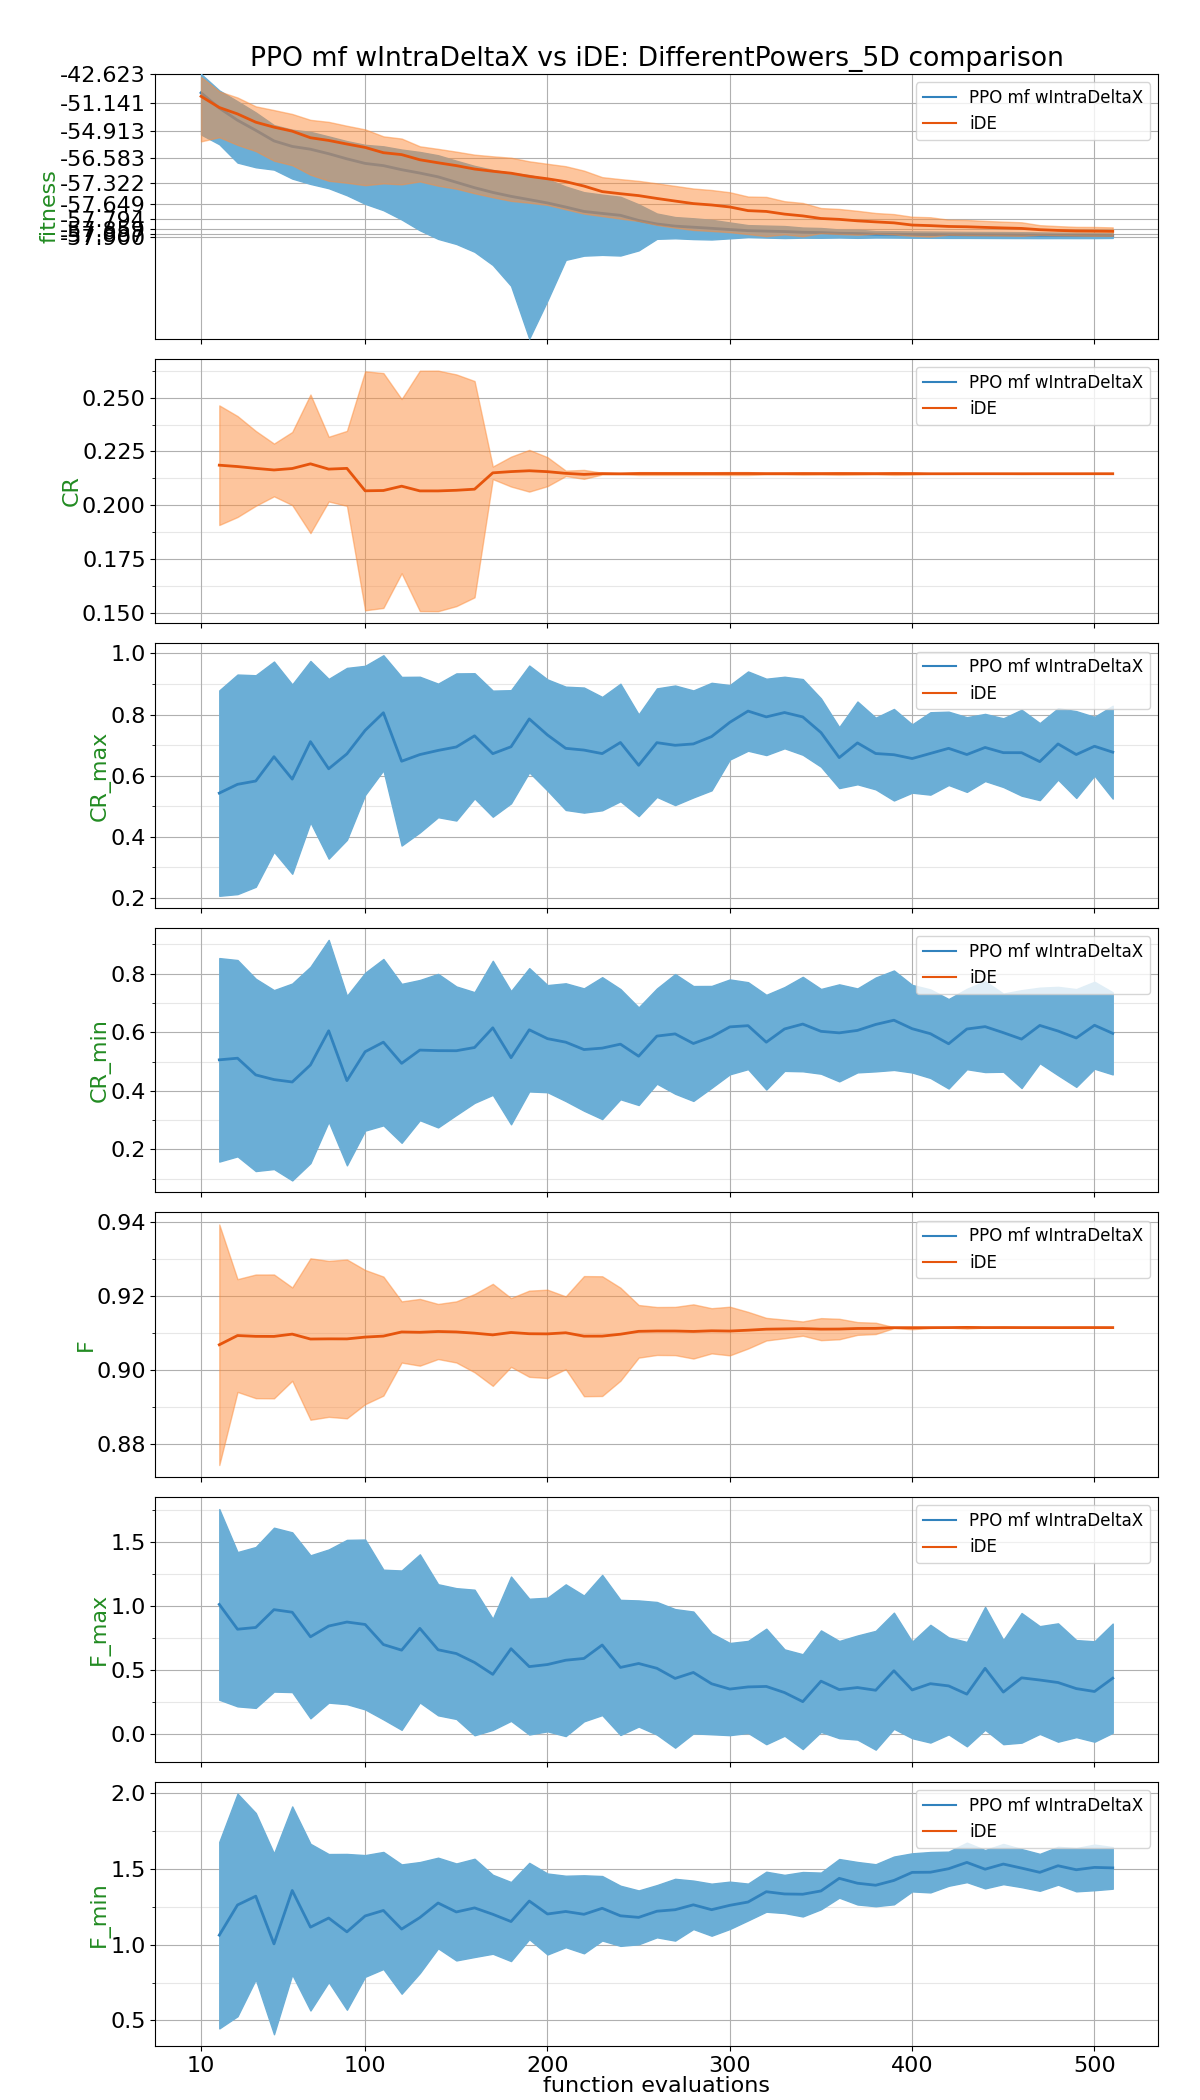 PPO mf wIntraDeltaX vs iDE: DifferentPowers_5D comparison
-42.623
-51.141
-54.913
-56.583
-57.322
-57.649
-57.794
-57.900
fitness
PPO mf wIntraDeltaX
iDE
0.250
0.225
0.200
0.175
0.150
CR
PPO mf wIntraDeltaX
iDE
1.0
0.8
0.6
0.4
0.2
CR_max
PPO mf wIntraDeltaX
iDE
0.8
0.6
0.4
0.2
CR_min
PPO mf wIntraDeltaX
iDE
0.94
0.92
0.90
0.88
F
PPO mf wIntraDeltaX
iDE
1.5
1.0
0.5
0.0
F_max
PPO mf wIntraDeltaX
iDE
2.0
1.5
1.0
0.5
F_min
PPO mf wIntraDeltaX
iDE
10 100 200 300 400 500
function evaluations